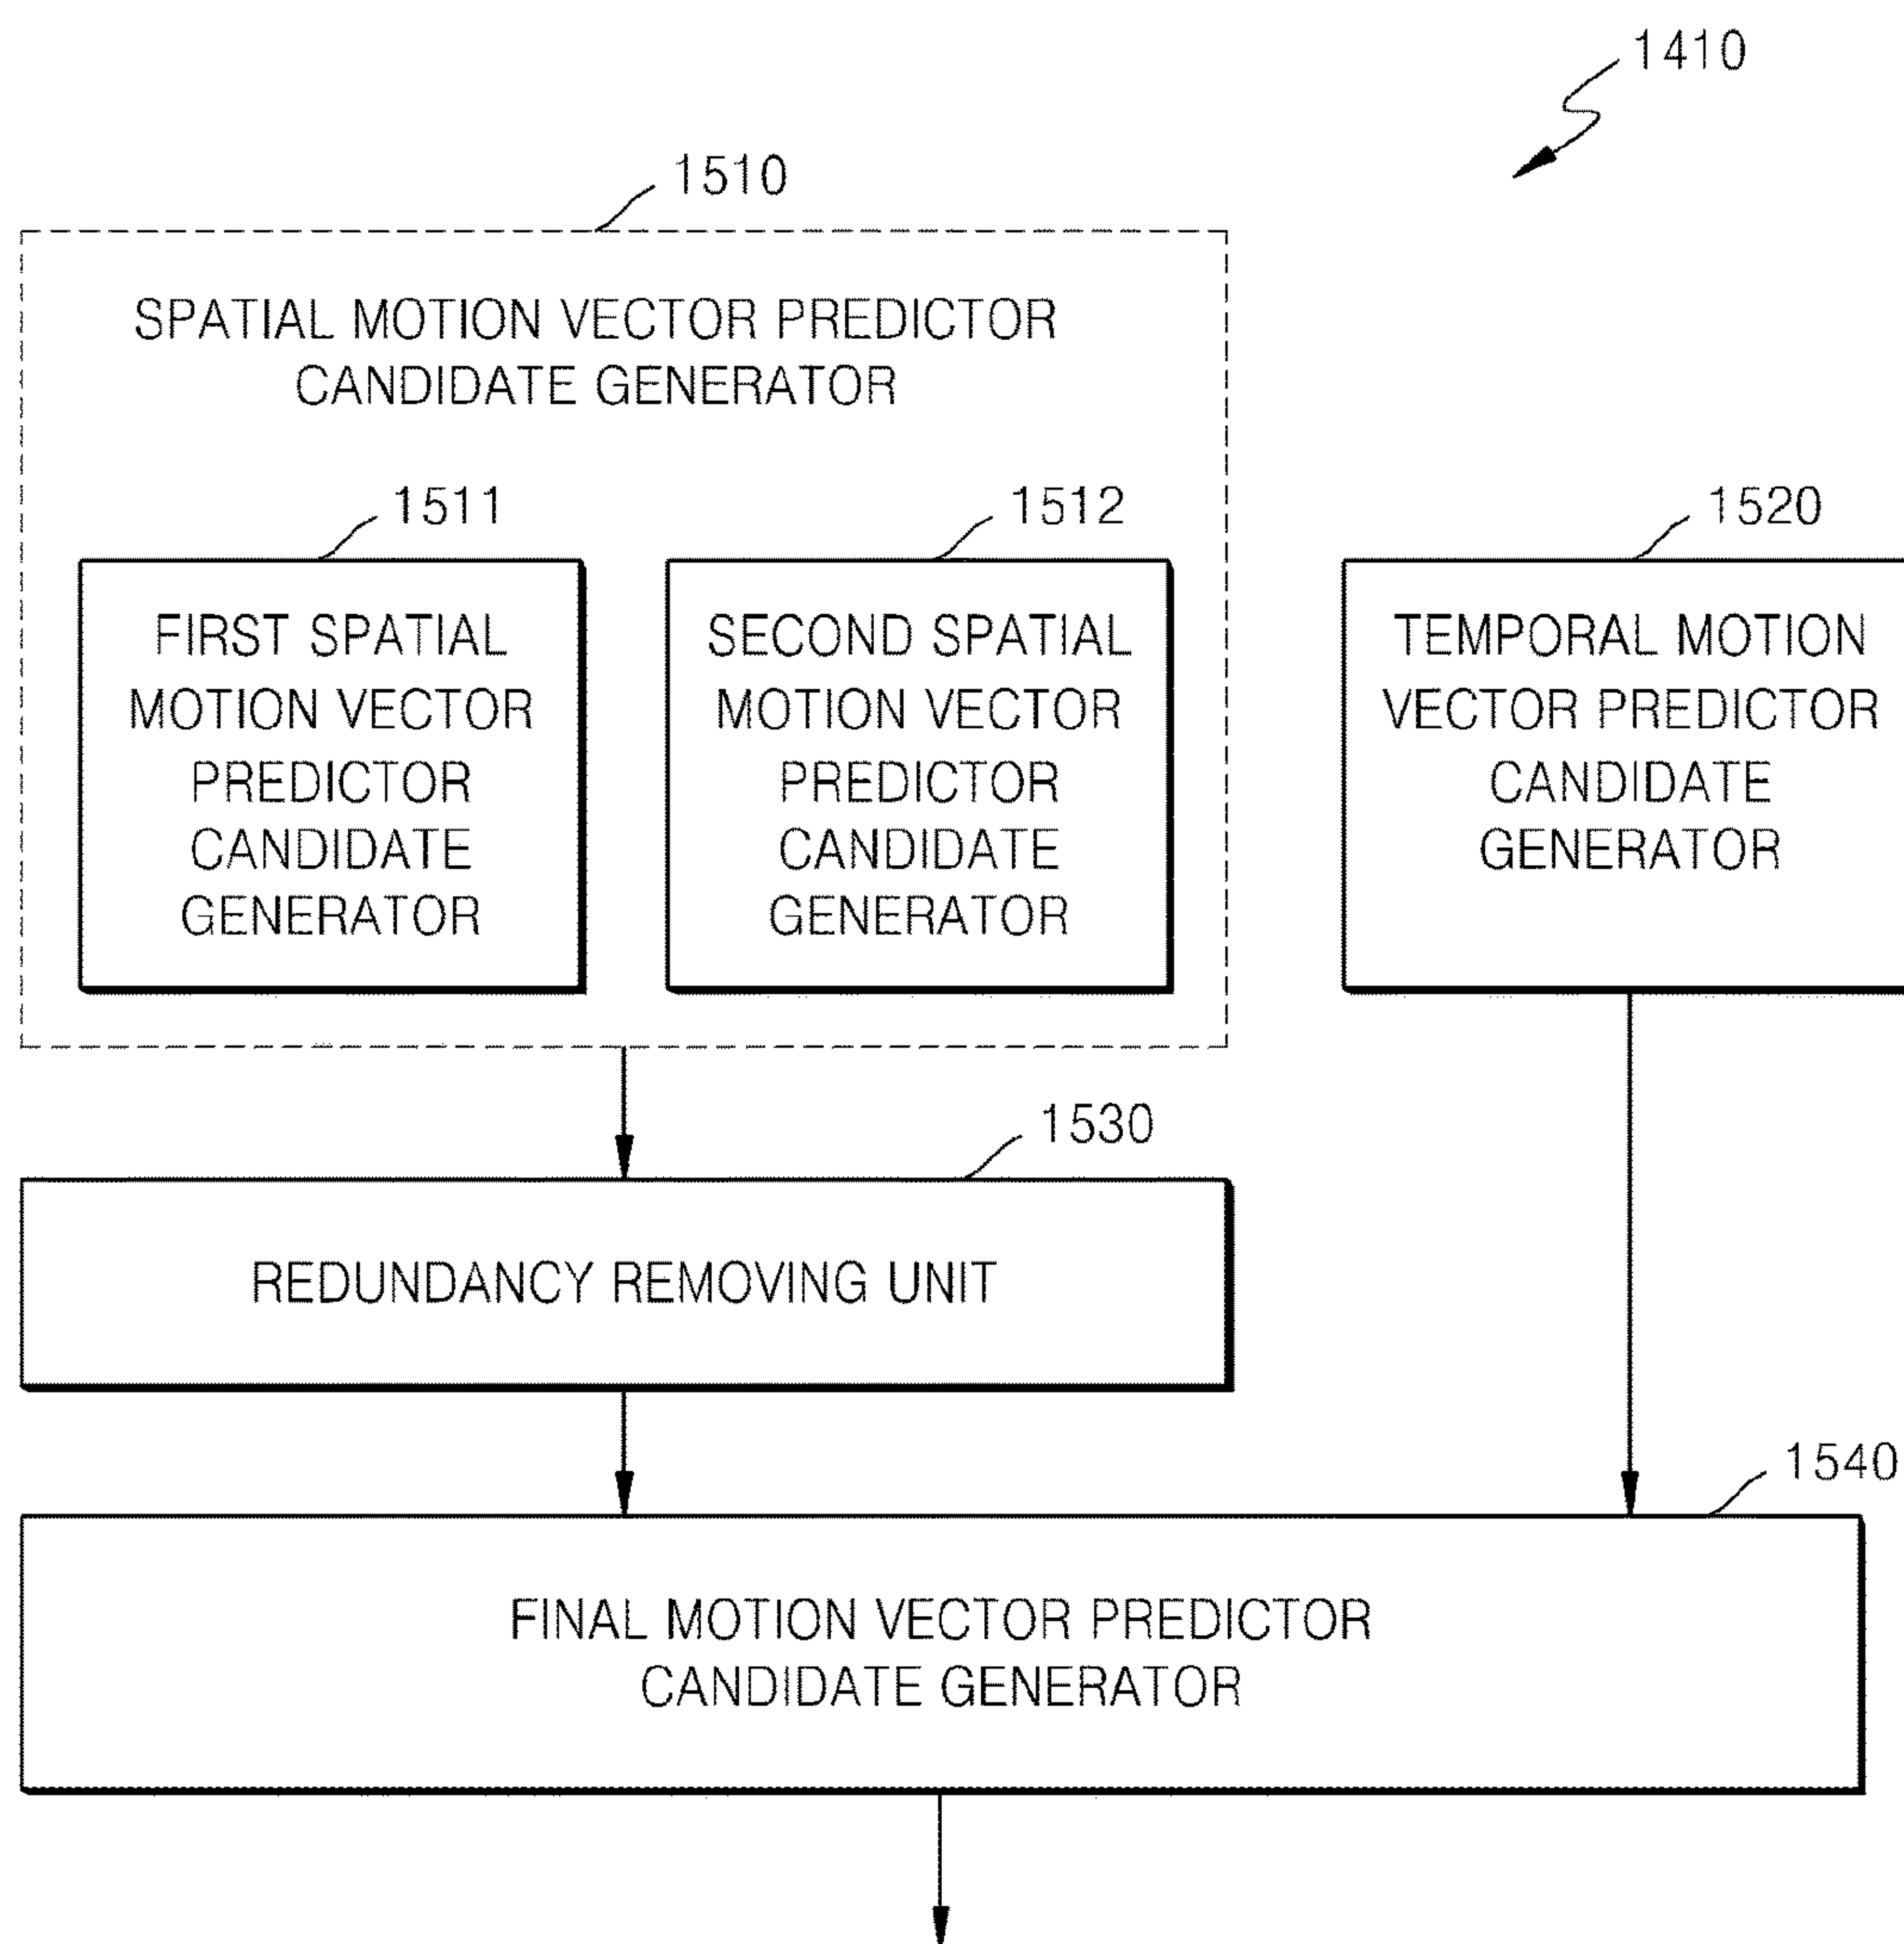 1410
1510
SPATIAL MOTION VECTOR PREDICTOR
CANDIDATE GENERATOR
1511
FIRST SPATIAL
MOTION VECTOR
PREDICTOR
CANDIDATE
GENERATOR
1512
SECOND SPATIAL
MOTION VECTOR
PREDICTOR
CANDIDATE
GENERATOR
1520
TEMPORAL MOTION
VECTOR PREDICTOR
CANDIDATE
GENERATOR
1530
REDUNDANCY REMOVING UNIT
1540
FINAL MOTION VECTOR PREDICTOR
CANDIDATE GENERATOR